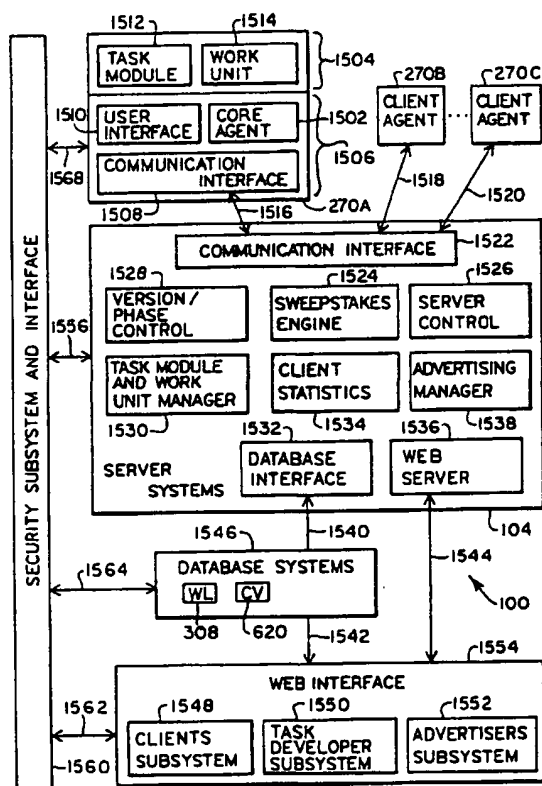 1512
1514
TASK
MODULE
WORK
UNIT
1504
270B
270C
1510
USER
INTERFACE
CORE
AGENT
1502
CLIENT
AGENT
CLIENT
AGENT
1506
1568
COMMUNICATION
INTERFACE
1508
1516
270A
1518
1520
COMMUNICATION INTERFACE
1522
1528
1524
1526
VERSION/
PHASE
CONTROL
SWEEPSTAKES
ENGINE
SERVER
CONTROL
1556
TASK MODULE
AND WORK
UNIT MANAGER
CLIENT
STATISTICS
ADVERTISING
MANAGER
1530
1534
1538
1532
1536
SERVER
SYSTEMS
DATABASE
INTERFACE
WEB
SERVER
1546
1540
104
1544
1564
DATABASE SYSTEMS
WL
CV
308
620
1542
100
1554
WEB INTERFACE
1562
1548
1550
1552
CLIENTS
SUBSYSTEM
TASK
DEVELOPER
SUBSYSTEM
ADVERTISERS
SUBSYSTEM
1560
SECURITY SUBSYSTEM AND INTERFACE